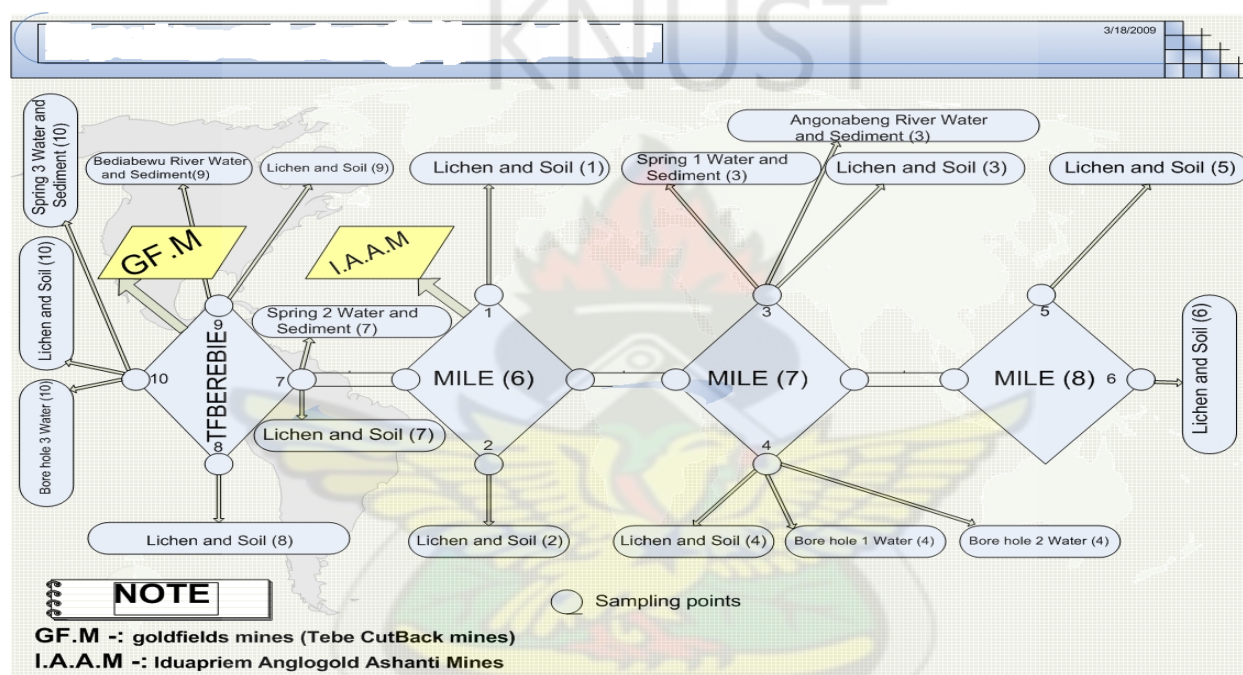 KNUST
3/18/2009
Spring 3 Water and
Sediment (10)
Bediabewu River Water
and Sediment(9)
Lichen and Soil (9)
Lichen and Soil (1)
Angonabeng River Water
and Sediment (3)
Spring 1 Water and
Sediment (3)
Lichen and Soil (3)
Lichen and Soil (5)
GF.M
I.A.A.M
Lichen and Soil (10)
Spring 2 Water and
Sediment (7)
9
1
3
5
Lichen and Soil (6)
10
TFBEREBIE
7
MILE (6)
MILE (7)
MILE (8)
6
Bore hole 3 Water (10)
Lichen and Soil (7)
8
2
4
Lichen and Soil (8)
Lichen and Soil (2)
Lichen and Soil (4)
Bore hole 1 Water (4)
Bore hole 2 Water (4)
NOTE
Sampling points
GF.M -: goldfields mines (Tebe CutBack mines)
I.A.A.M -: Iduapriem Anglogold Ashanti Mines